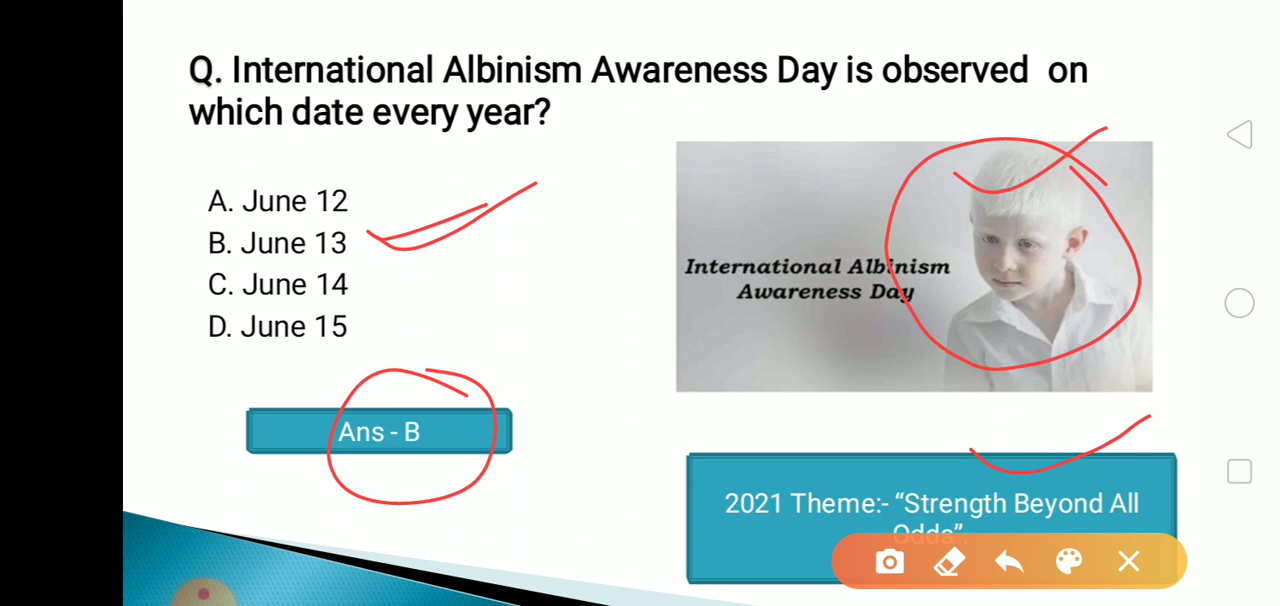 Q. International Albinism Awareness Day is observed on
which date every year?
A. June 12
B. June 13
C. June 14
D. June 15
International Albinism
Awareness Day
Ans - B
2021 Theme:- “Strength Beyond All
Odds”.